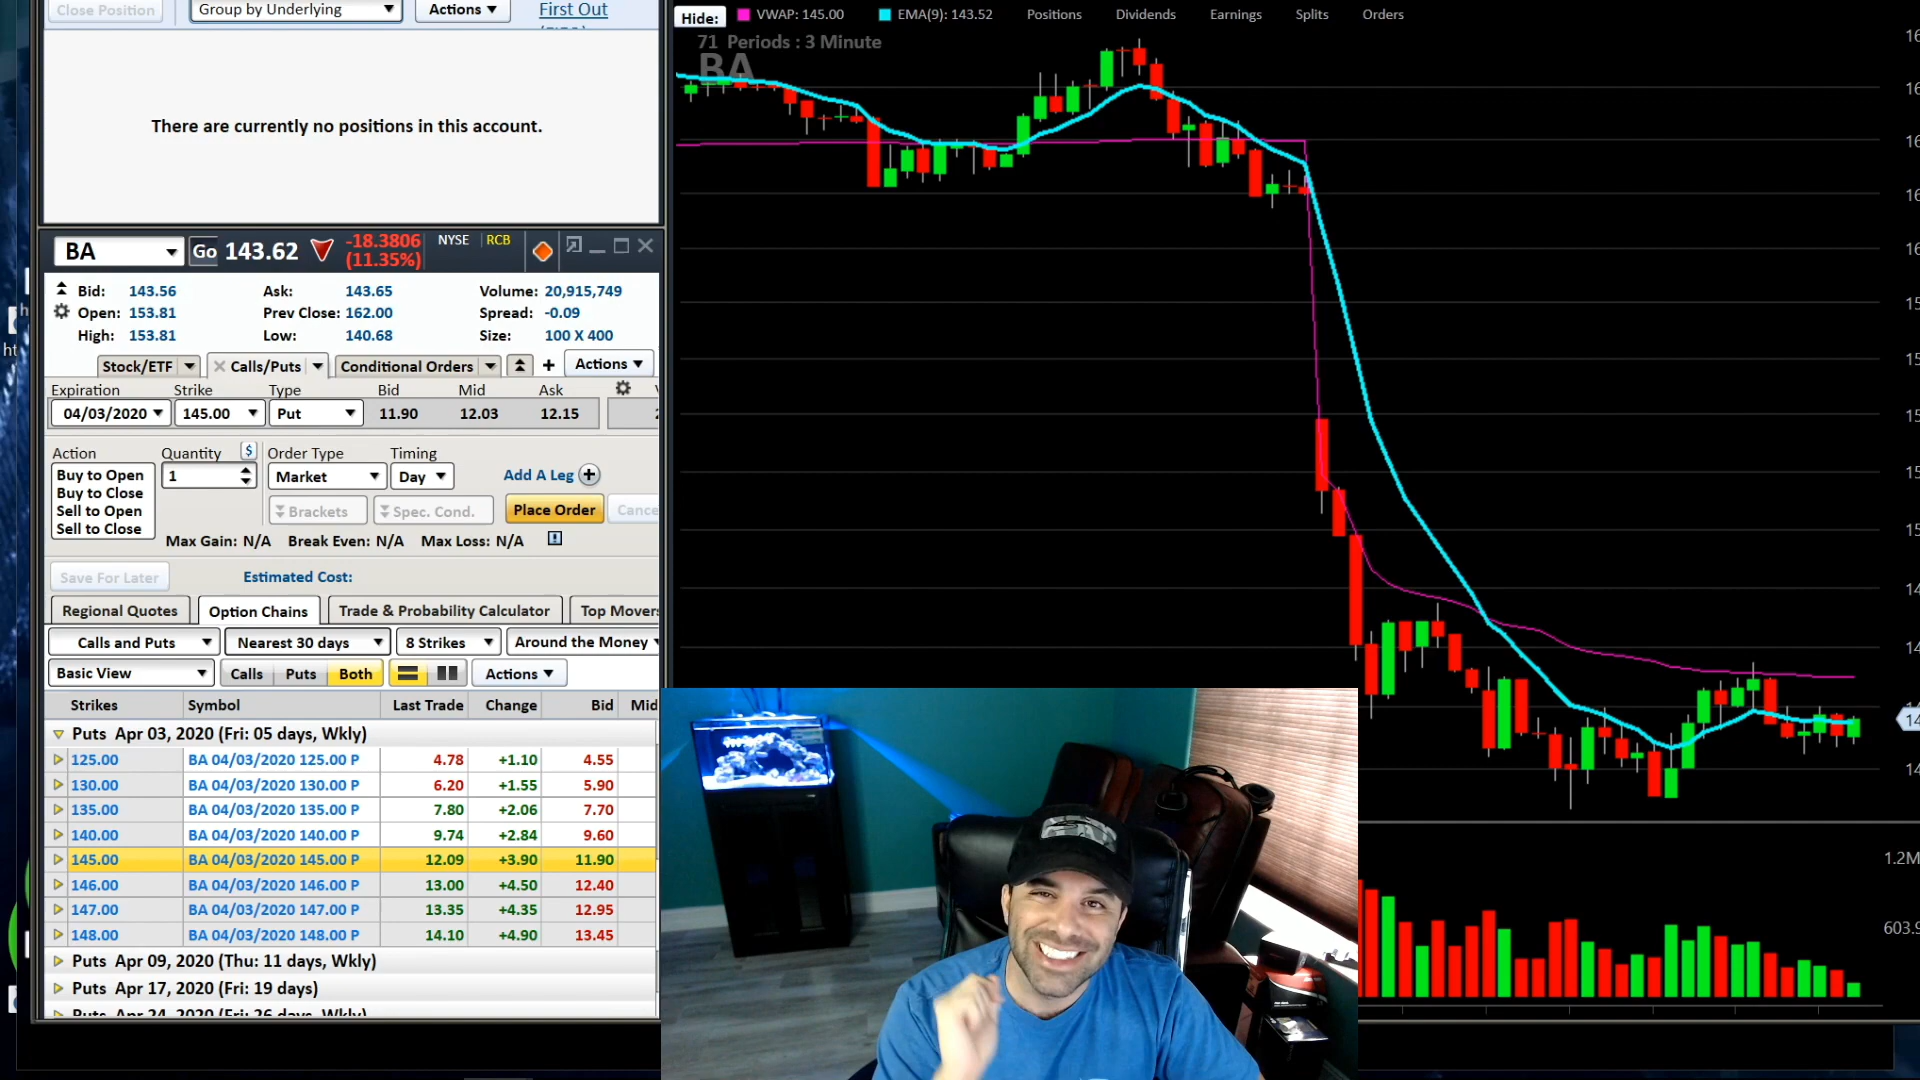 Close Position
Group by Underlying
Actions
First Out
There are currently no positions in this account.
Hide:
VWAP: 145.00
EMA(9): 143.52
Positions
Dividends
Earnings
Splits
Orders
71 Periods : 3 Minute
BA
BA
Go
143.62
-18.3806
(11.35%)
NYSE
RCB
Bid: 143.56
Ask: 143.65
Volume: 20,915,749
Open: 153.81
Prev Close: 162.00
Spread: -0.09
High: 153.81
Low: 140.68
Size: 100 X 400
Stock/ETF
Calls/Puts
Conditional Orders
Actions
Expiration Strike Type Bid Mid Ask
04/03/2020 145.00 Put 11.90 12.03 12.15
Action
Quantity
$
Order Type
Timing
Buy to Open
Buy to Close
Sell to Open
Sell to Close
1
Market
Day
Add A Leg
Brackets
Spec. Cond.
Place Order
Max Gain: N/A Break Even: N/A Max Loss: N/A
Save For Later
Estimated Cost:
Regional Quotes
Option Chains
Trade & Probability Calculator
Top Movers
Calls and Puts
Nearest 30 days
8 Strikes
Around the Money
Basic View
Calls
Puts
Both
Actions
Strikes Symbol Last Trade Change Bid Mid
Puts Apr 03, 2020 (Fri: 05 days, Wkly)
125.00 BA 04/03/2020 125.00 P 4.78 +1.10 4.55
130.00 BA 04/03/2020 130.00 P 6.20 +1.55 5.90
135.00 BA 04/03/2020 135.00 P 7.80 +2.06 7.70
140.00 BA 04/03/2020 140.00 P 9.74 +2.84 9.60
145.00 BA 04/03/2020 145.00 P 12.09 +3.90 11.90
146.00 BA 04/03/2020 146.00 P 13.00 +4.50 12.40
147.00 BA 04/03/2020 147.00 P 13.35 +4.35 12.95
148.00 BA 04/03/2020 148.00 P 14.10 +4.90 13.45
Puts Apr 09, 2020 (Thu: 11 days, Wkly)
Puts Apr 17, 2020 (Fri: 19 days)
Puts Apr 24, 2020 (Fri: 26 days, Wkly)
1.2M
603.9